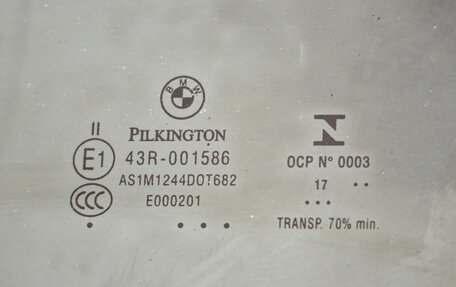 BMW
II
PILKINGTON
E1 43R-001586
AS1M1244DOT682
CCC E000201
N
OCP N° 0003
17
TRANSP. 70% min.